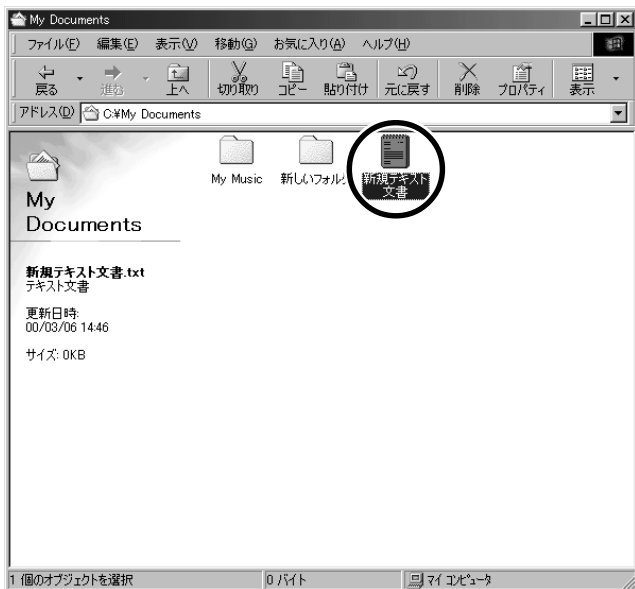 My Documents
ファイル(F) 編集(E) 表示(V) 移動(G) お気に入り(A) ヘルプ(H)
戻る 進む 上へ 切り取り コピー 貼り付け 元に戻す 削除 プロパティ 表示
アドレス(D) C:¥My Documents
My Music 新しいフォル 新規テキスト
文書
My
Documents
新規テキスト文書.txt
テキスト文書
更新日時:
00/03/06 14:46
サイズ: 0KB
1 個のオブジェクトを選択 0 バイト マイ コンピュータ